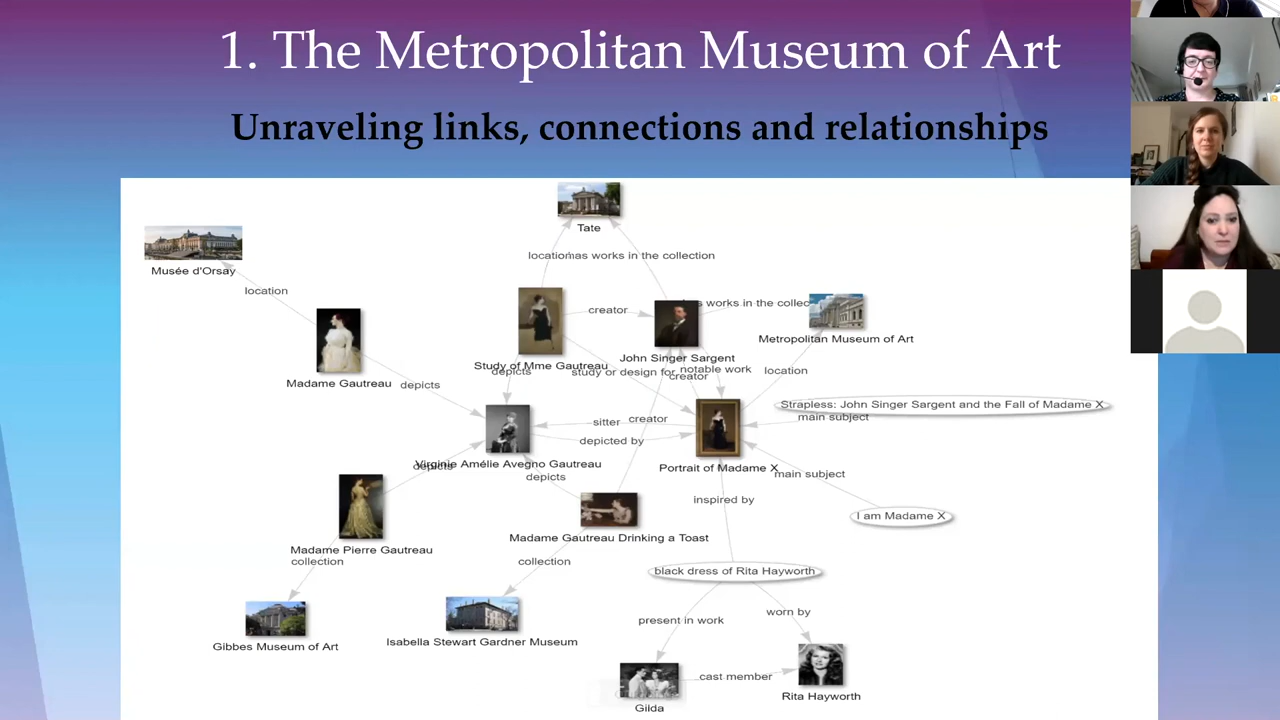 1. The Metropolitan Museum of Art
Unraveling links, connections and relationships
Tate
Musée d'Orsay
location
has works in the collection
location
creator
works in the collec
Metropolitan Museum of Art
John Singer Sargent
Study of Mme Gautreau
Madame Gautreau
depicts
depicts
study or design for
notable work
creator
location
Strapless: John Singer Sargent and the Fall of Madame X
main subject
sitter
creator
depicted by
Virginie Amélie Avegno Gautreau
depicts
Portrait of Madame X
main subject
depicts
inspired by
I am Madame X
Madame Gautreau Drinking a Toast
Madame Pierre Gautreau
collection
collection
black dress of Rita Hayworth
worn by
present in work
Isabella Stewart Gardner Museum
Gibbes Museum of Art
cast member
Rita Hayworth
Gilda